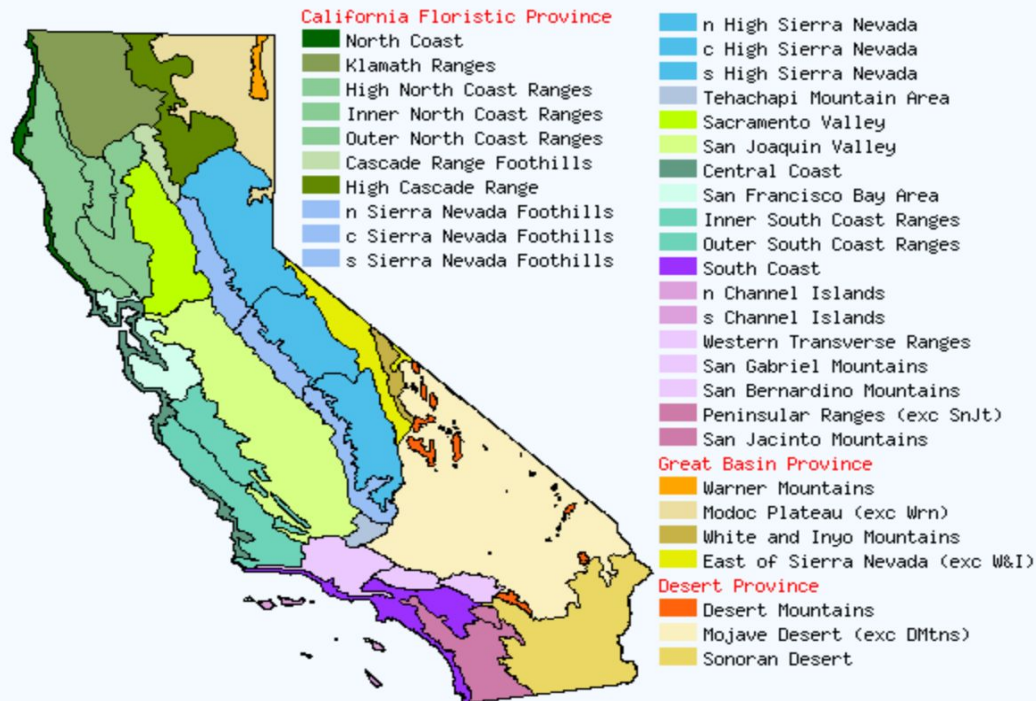 California Floristic Province
North Coast
Klamath Ranges
High North Coast Ranges
Inner North Coast Ranges
Outer North Coast Ranges
Cascade Range Foothills
High Cascade Range
n Sierra Nevada Foothills
c Sierra Nevada Foothills
s Sierra Nevada Foothills
n High Sierra Nevada
c High Sierra Nevada
s High Sierra Nevada
Tehachapi Mountain Area
Sacramento Valley
San Joaquin Valley
Central Coast
San Francisco Bay Area
Inner South Coast Ranges
Outer South Coast Ranges
South Coast
n Channel Islands
s Channel Islands
Western Transverse Ranges
San Gabriel Mountains
San Bernardino Mountains
Peninsular Ranges (exc SnJt)
San Jacinto Mountains
Great Basin Province
Warner Mountains
Modoc Plateau (exc Wrn)
White and Inyo Mountains
East of Sierra Nevada (exc W&I)
Desert Province
Desert Mountains
Mojave Desert (exc DMtns)
Sonoran Desert